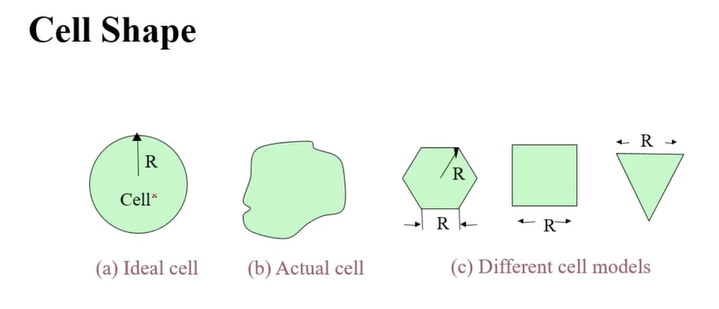 Cell Shape
R
Cell*
R
R
R
R
(a) Ideal cell
(b) Actual cell
(c) Different cell models